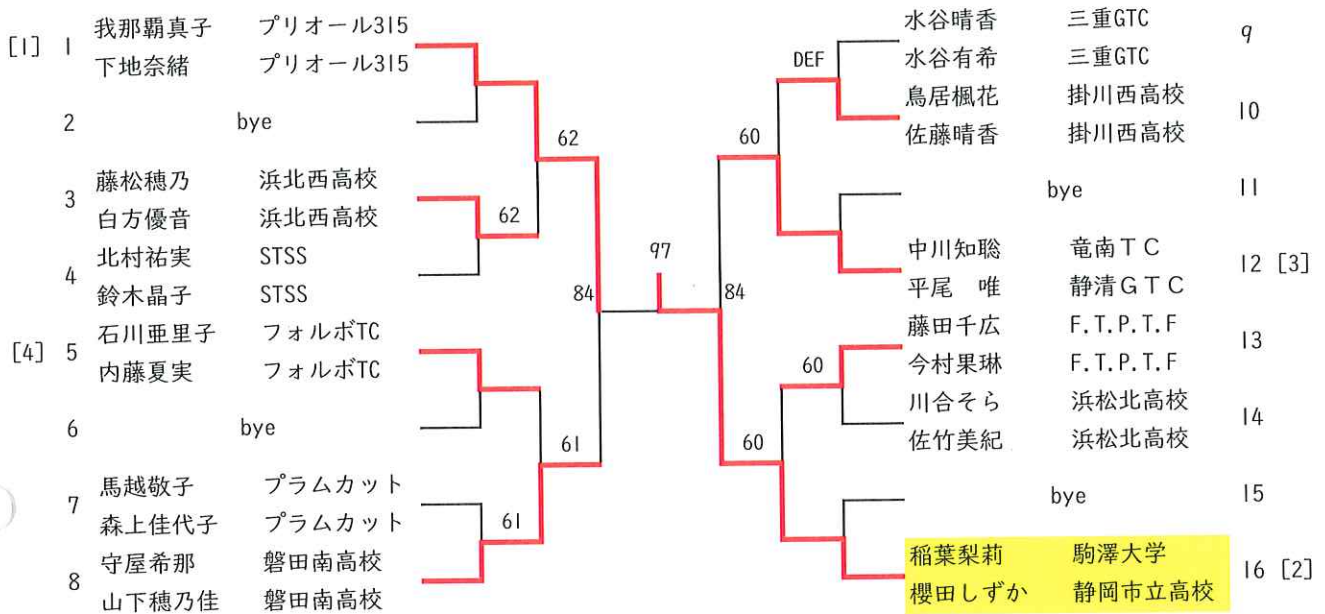 [1] 1 我那覇真子 プリオール315
下地奈緒 プリオール315
2 bye
3 藤松穂乃 浜北西高校
白方優音 浜北西高校
4 北村祐実 STSS
鈴木晶子 STSS
[4] 5 石川亜里子 フォルボTC
内藤夏実 フォルボTC
6 bye
7 馬越敬子 プラムカット
森上佳代子 プラムカット
8 守屋希那 磐田南高校
山下穂乃佳 磐田南高校
62
62
61
61
84
97
84
DEF
60
60
60
水谷晴香 三重GTC 9
水谷有希 三重GTC
鳥居楓花 掛川西高校 10
佐藤晴香 掛川西高校
bye 11
中川知聡 竜南TC 12 [3]
平尾 唯 静清GTC
藤田千広 F.T.P.T.F 13
今村果琳 F.T.P.T.F
川合そら 浜松北高校 14
佐竹美紀 浜松北高校
bye 15
稲葉梨莉 駒澤大学 16 [2]
櫻田しずか 静岡市立高校